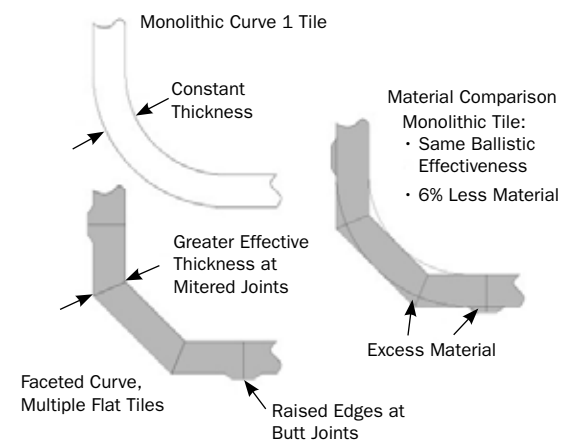 Monolithic Curve 1 Tile
Constant
Thickness
Material Comparison
Monolithic Tile:
· Same Ballistic
Effectiveness
· 6% Less Material
Greater Effective
Thickness at
Mitered Joints
Excess Material
Faceted Curve,
Multiple Flat Tiles
Raised Edges at
Butt Joints